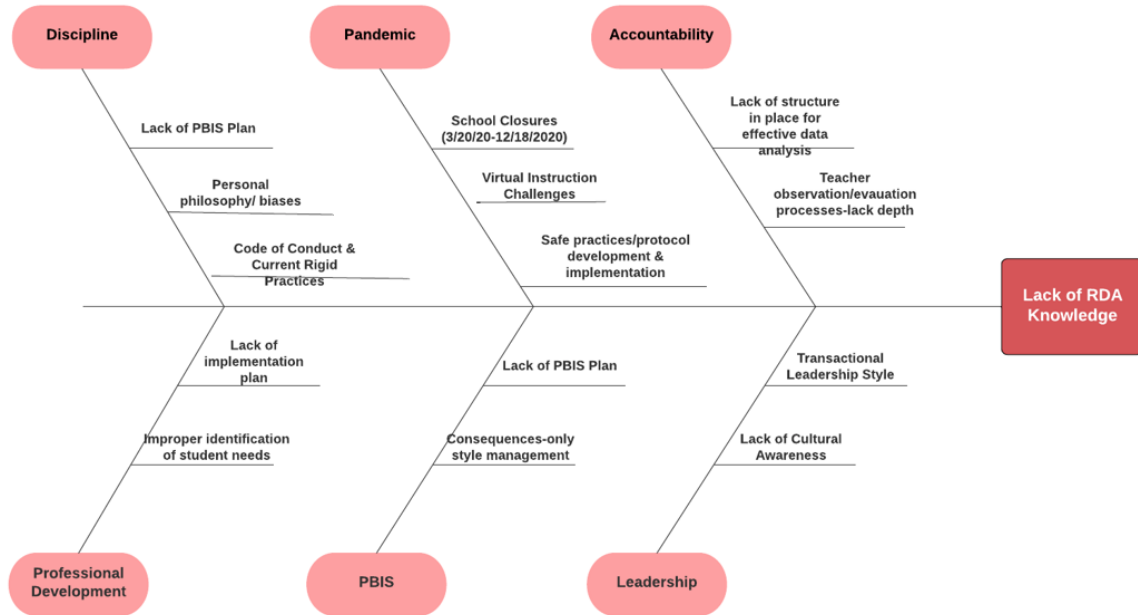 Discipline
Pandemic
Accountability
Lack of PBIS Plan
Personal
philosophy/ biases
Code of Conduct &
Current Rigid
Practices
School Closures
(3/20/20-12/18/2020)
Virtual Instruction
Challenges
Safe practices/protocol
development &
implementation
Lack of structure
in place for
effective data
analysis
Teacher
observation/evauation
processes-lack depth
Lack of RDA
Knowledge
Lack of
implementation
plan
Improper identification
of student needs
Lack of PBIS Plan
Consequences-only
style management
Transactional
Leadership Style
Lack of Cultural
Awareness
Professional
Development
PBIS
Leadership